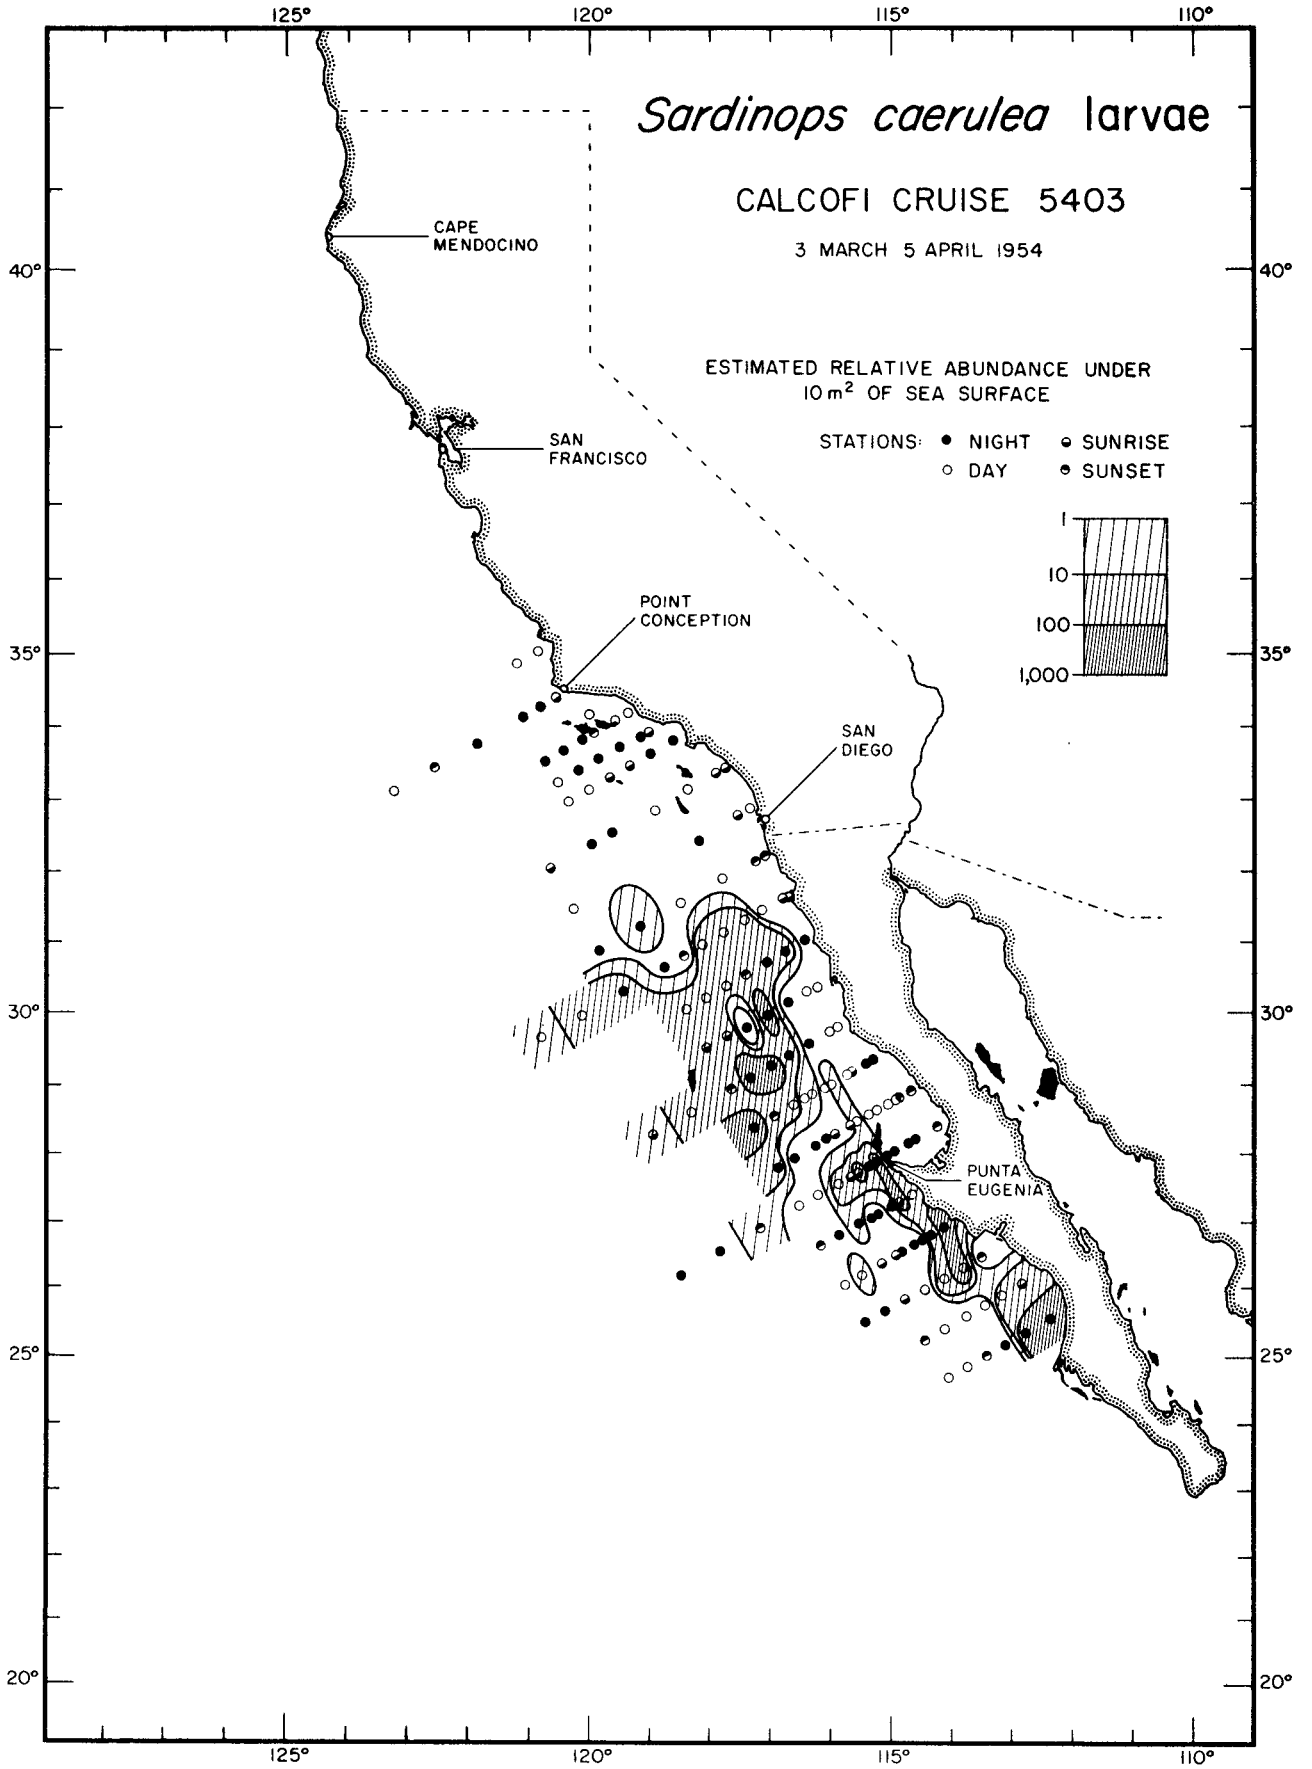 125° 120° 115° 110°
Sardinops caerulea larvae
CALCOFI CRUISE 5403
3 MARCH 5 APRIL 1954
CAPE
MENDOCINO
40° 40°
ESTIMATED RELATIVE ABUNDANCE UNDER
10 m² OF SEA SURFACE
STATIONS: NIGHT SUNRISE
DAY SUNSET
SAN
FRANCISCO
1
10
100
1,000
POINT
CONCEPTION
35° 35°
SAN
DIEGO
30° 30°
PUNTA
EUGENIA
25° 25°
20° 20°
125° 120° 115° 110°